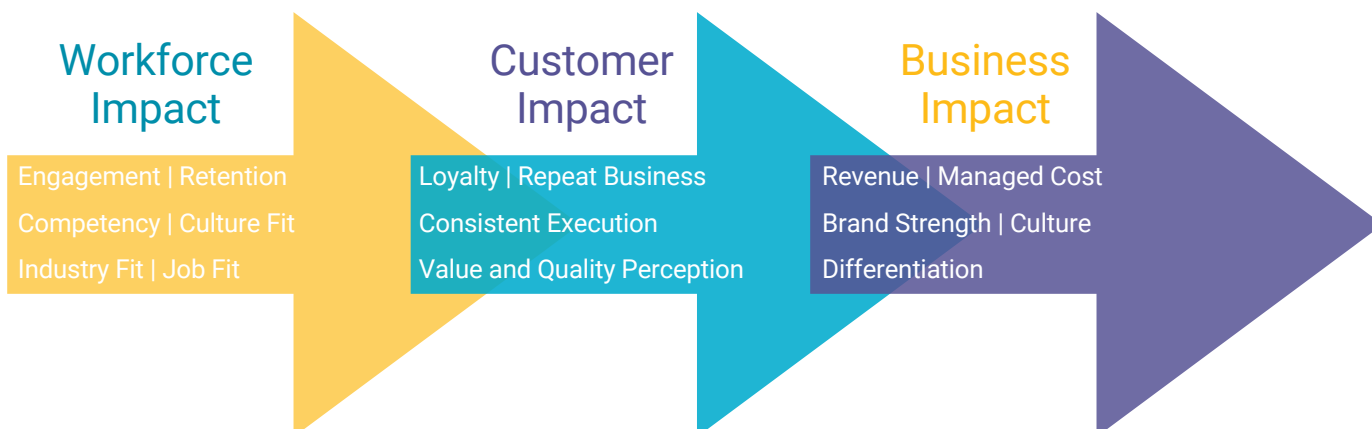 Workforce
Impact
Engagement | Retention
Competency | Culture Fit
Industry Fit | Job Fit
Customer
Impact
Loyalty | Repeat Business
Consistent Execution
Value and Quality Perception
Business
Impact
Revenue | Managed Cost
Brand Strength | Culture
Differentiation